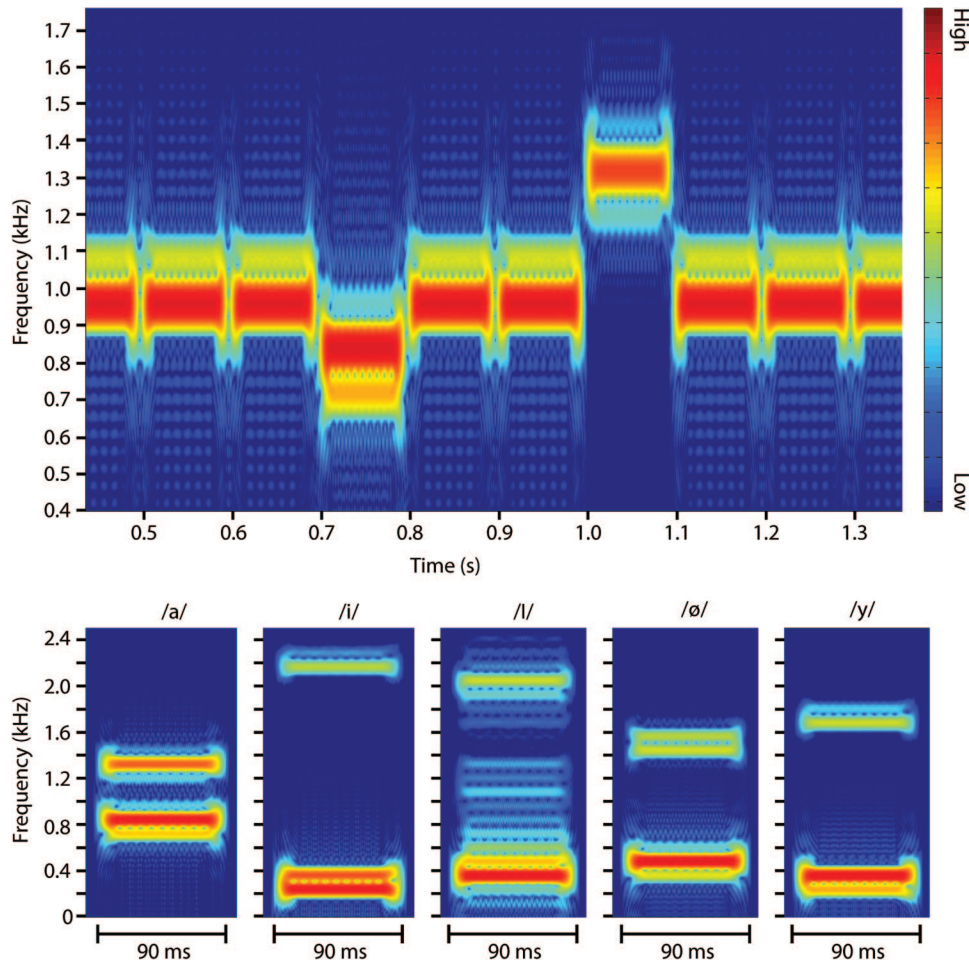 High
Low
Frequency (kHz)
1.7
1.6
1.5
1.4
1.3
1.2
1.1
1.0
0.9
0.8
0.7
0.6
0.5
0.4
0.5 0.6 0.7 0.8 0.9 1.0 1.1 1.2 1.3
Time (s)
/a/ /i/ /I/ /ø/ /y/
Frequency (kHz)
2.4
2.0
1.6
1.2
0.8
0.4
0
90 ms 90 ms 90 ms 90 ms 90 ms